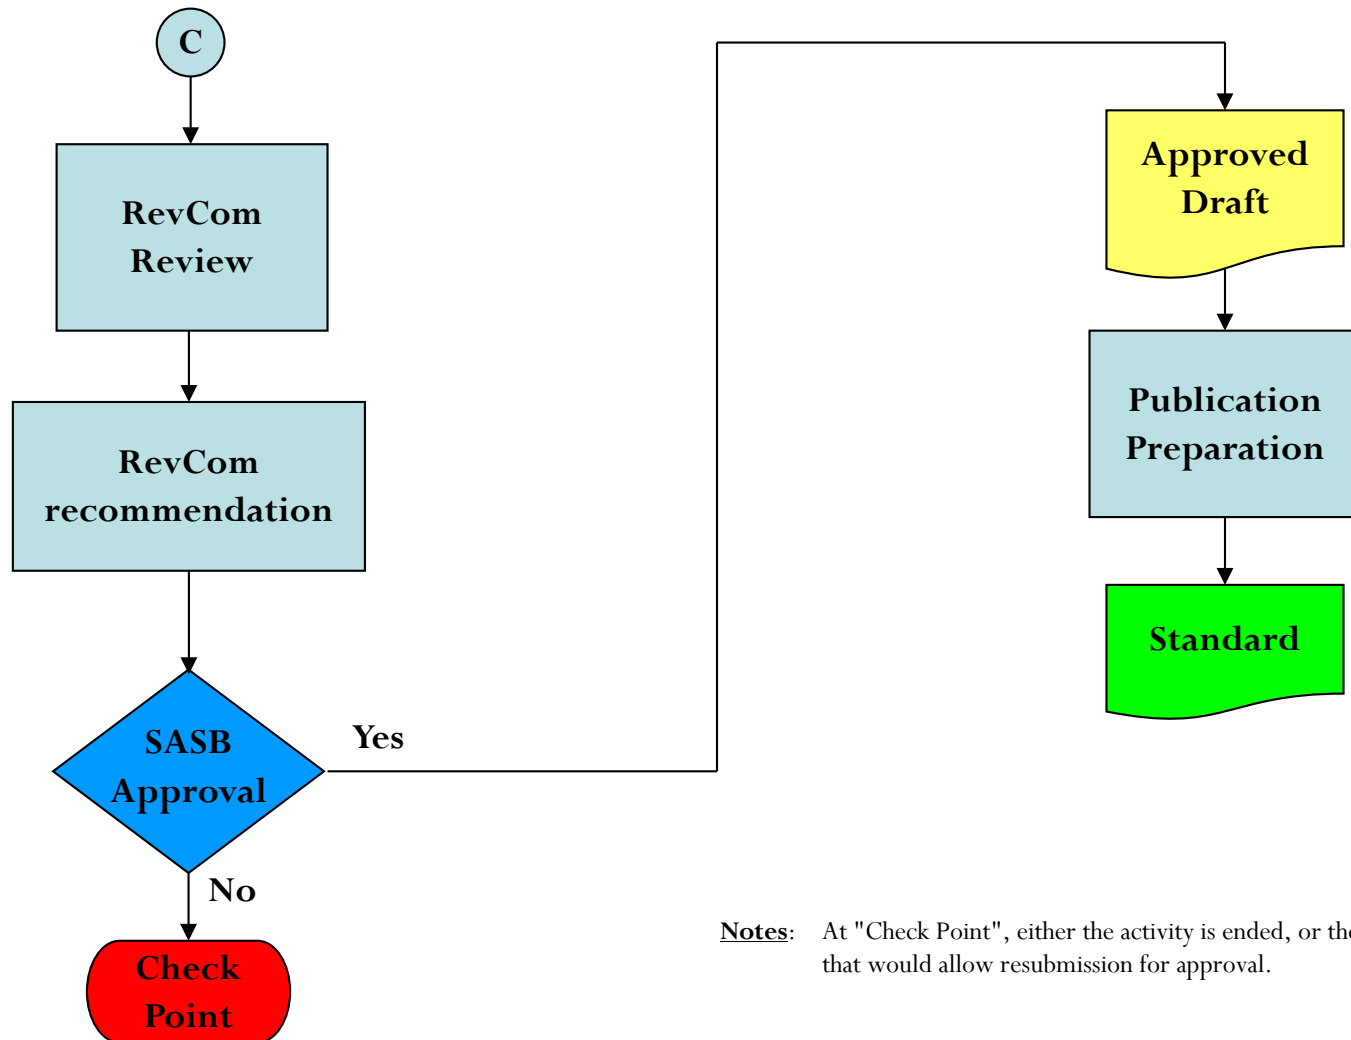 C
RevCom
Review
RevCom
recommendation
SASB
Approval
Yes
No
Check
Point
Approved
Draft
Publication
Preparation
Standard
Notes: At "Check Point", either the activity is ended, or the
that would allow resubmission for approval.